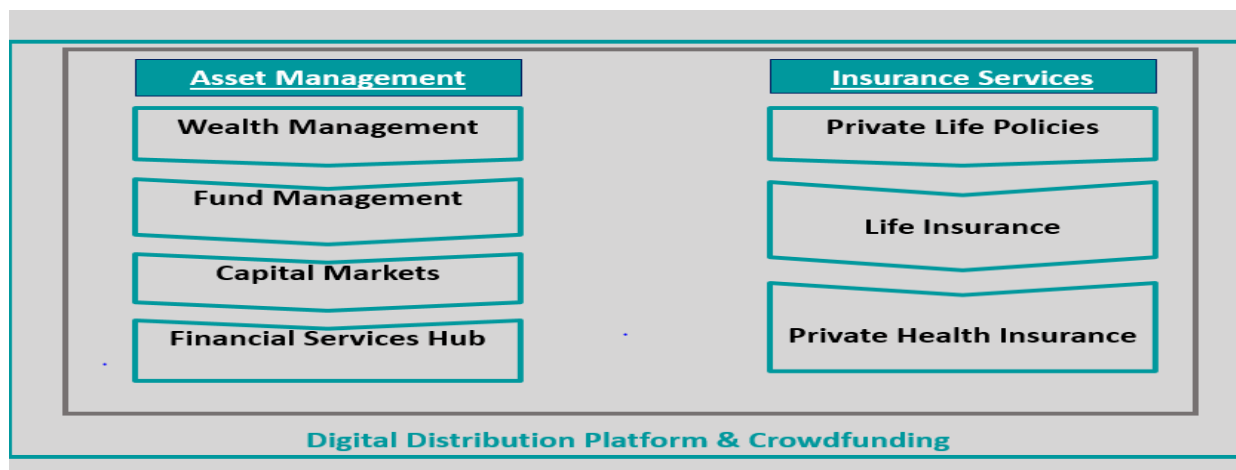 Asset Management
Wealth Management
Fund Management
Capital Markets
Financial Services Hub
Insurance Services
Private Life Policies
Life Insurance
Private Health Insurance
Digital Distribution Platform & Crowdfunding